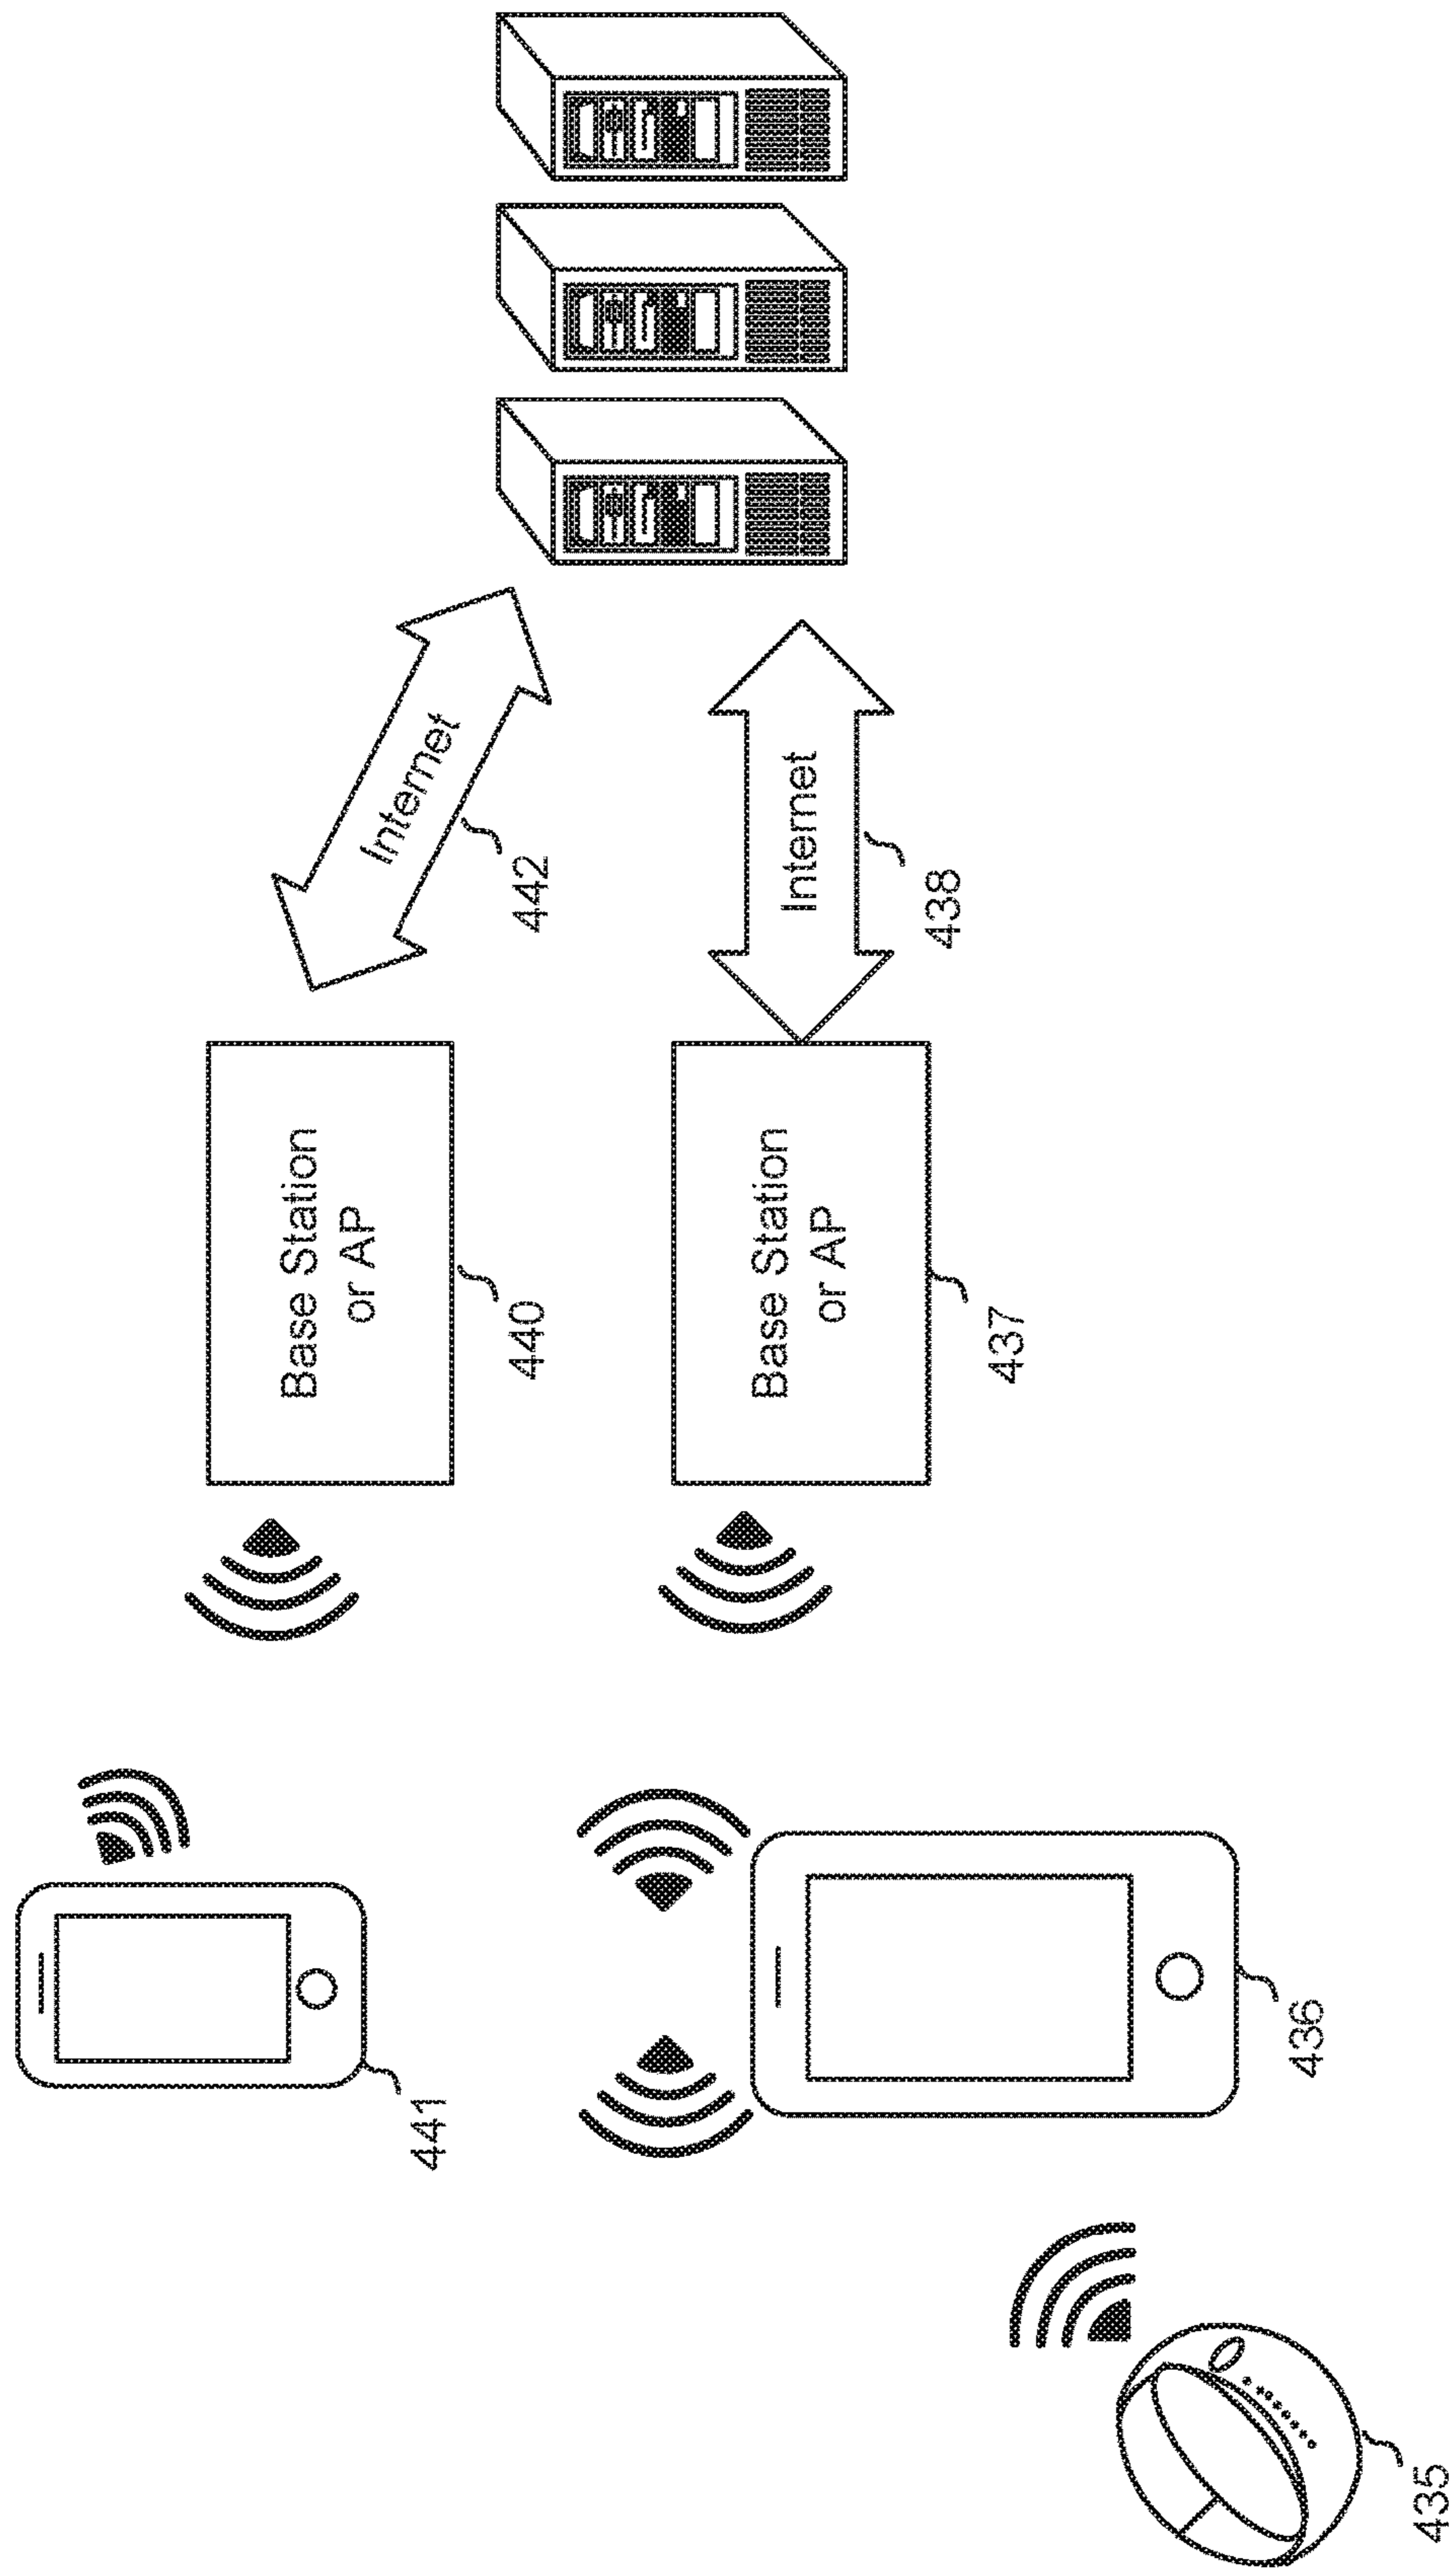 Base Station
or AP
Internet
441
440
442
Base Station
or AP
Internet
438
437
436
435